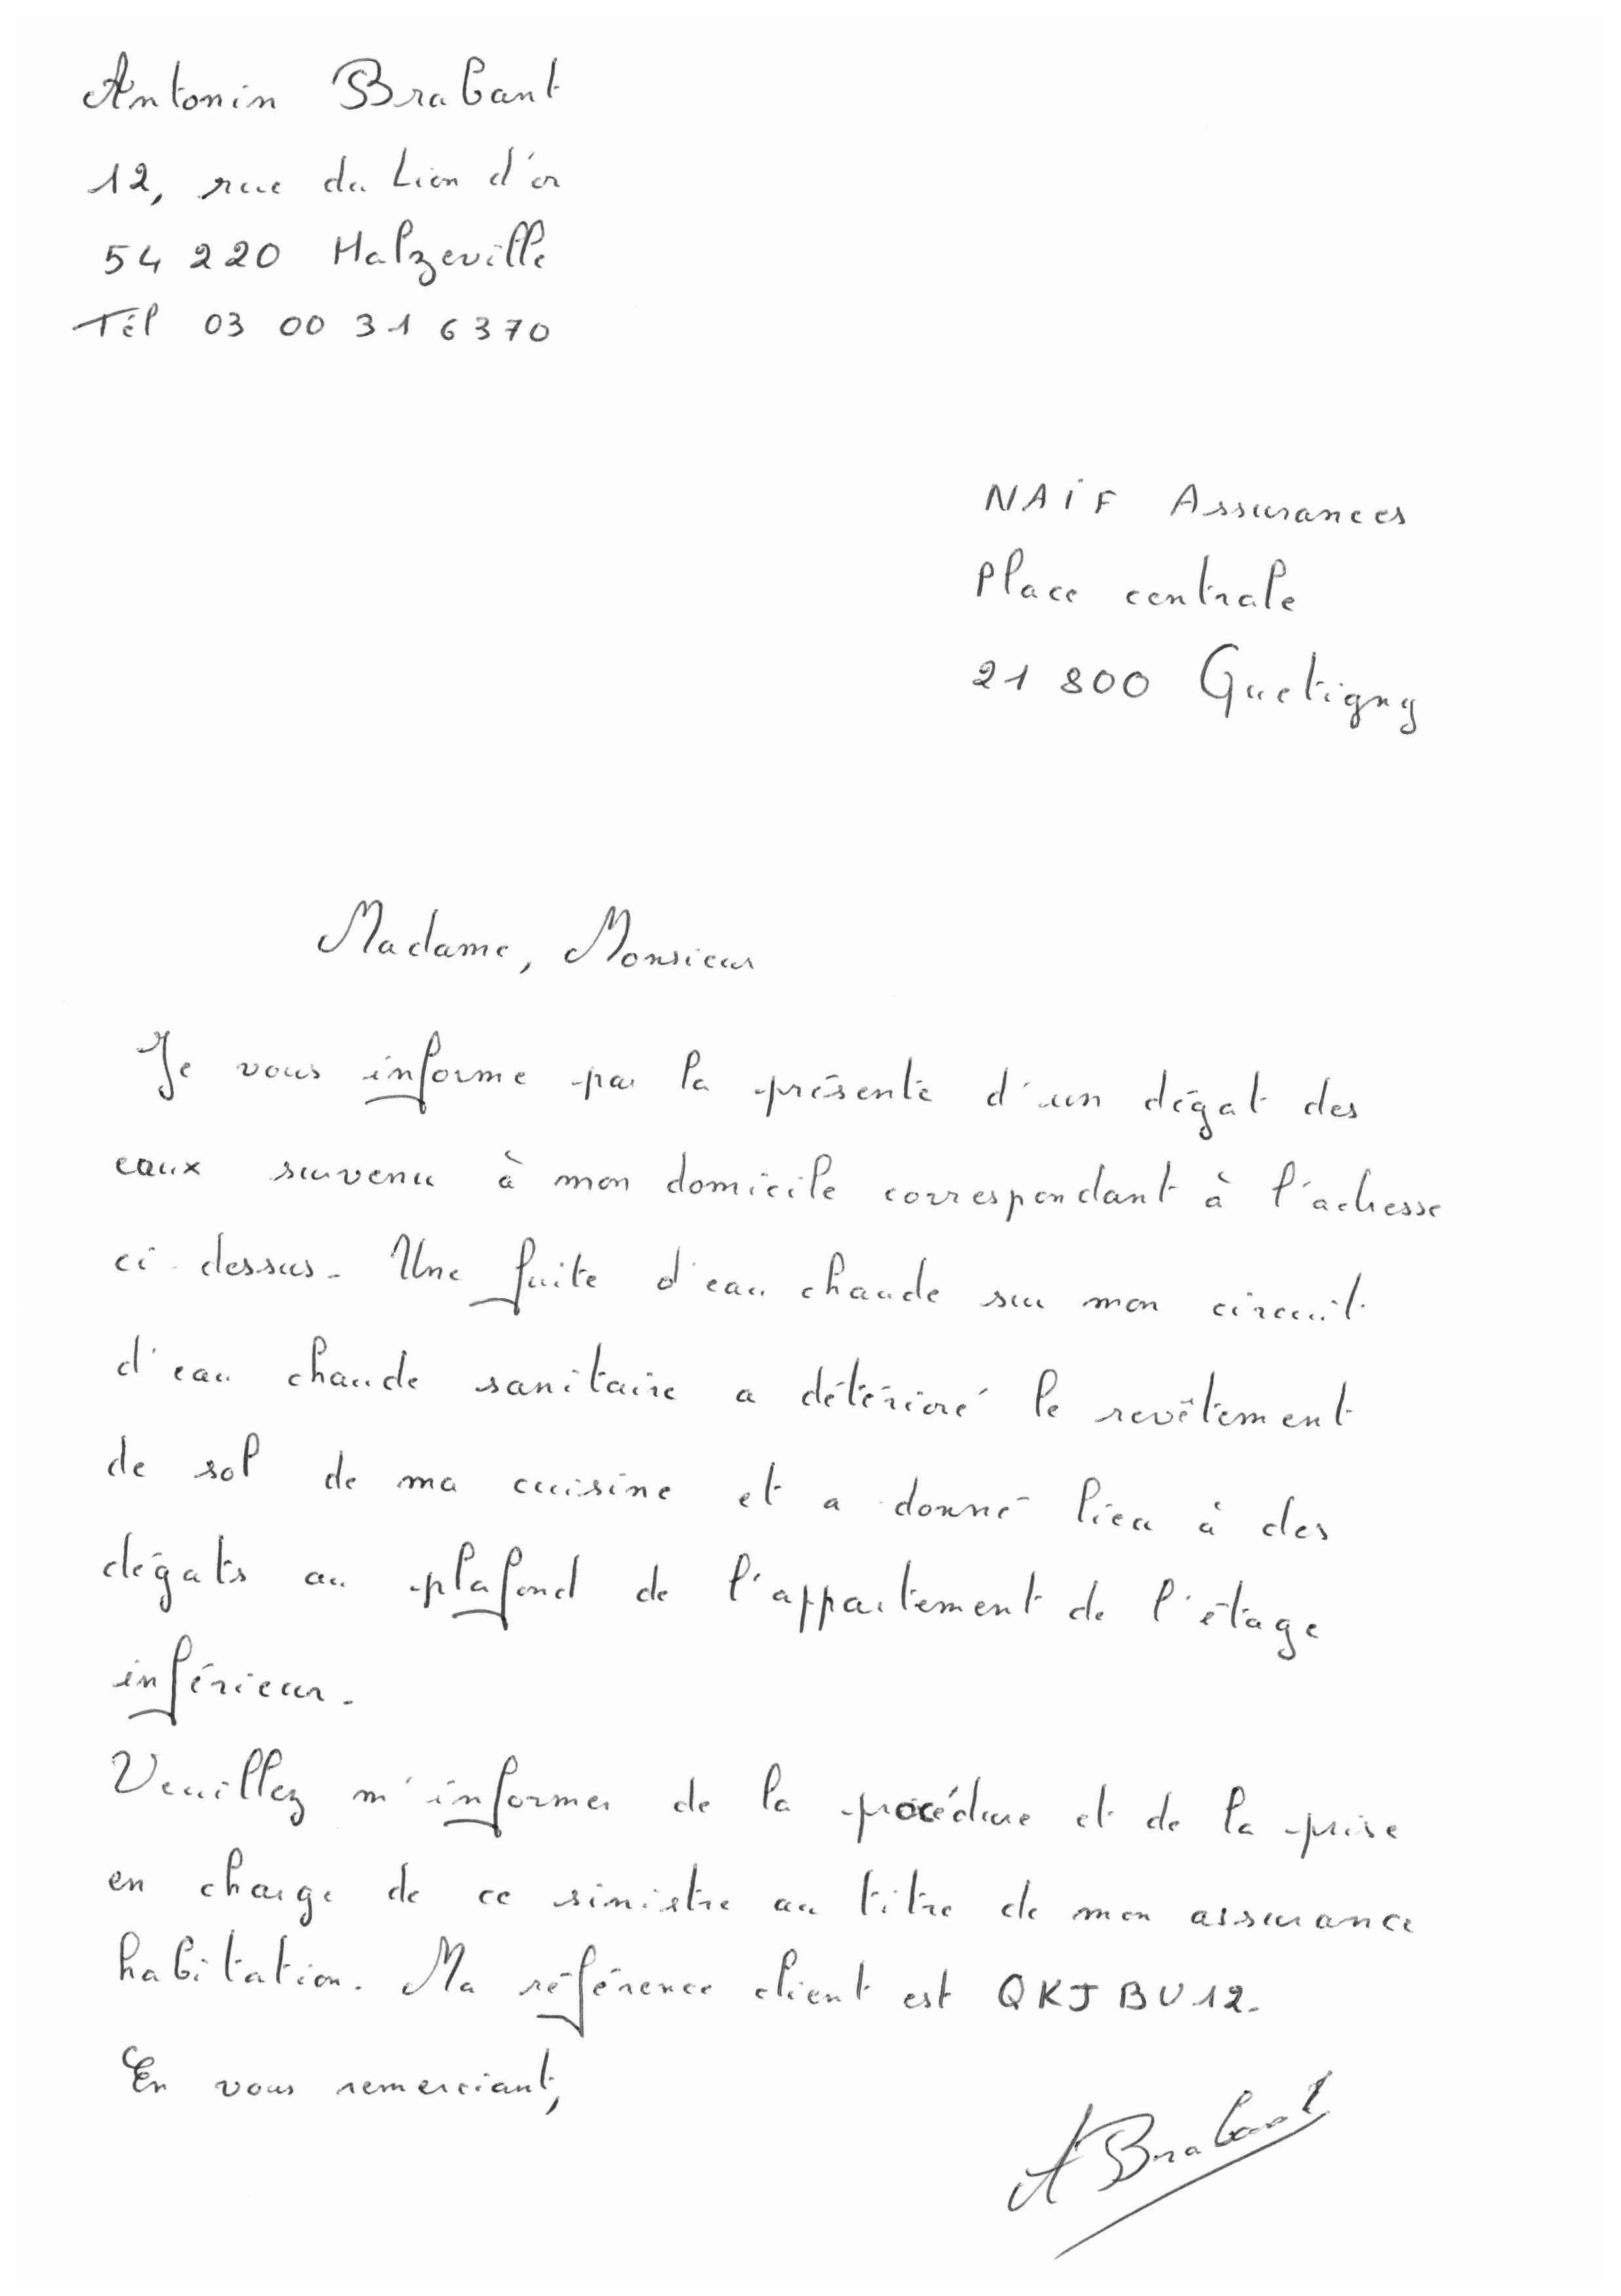 Antonin Brabant
12, rue du Lion d'or
54 220 Malzeville
Tél 03 00 31 6370
NAiF Assurances
Place centrale
21 800 Quetigny
Madame, Monsieur
Je vous informe par la présente d'un dégat des
eaux survenu à mon domicile correspondant à l'adresse
ci-dessus. Une fuite d'eau chaude sur mon circuit
d'eau chaude sanitaire a détérioré le revêtement
de sol de ma cuisine et a donné lieu à des
dégats au plafond de l'appartement de l'étage
inférieur.
Veuillez m'informer de la procédure et de la prise
en charge de ce sinistre au titre de mon assurance
habitation. Ma référence client est QKJBU12.
En vous remerciant,
A Brabant